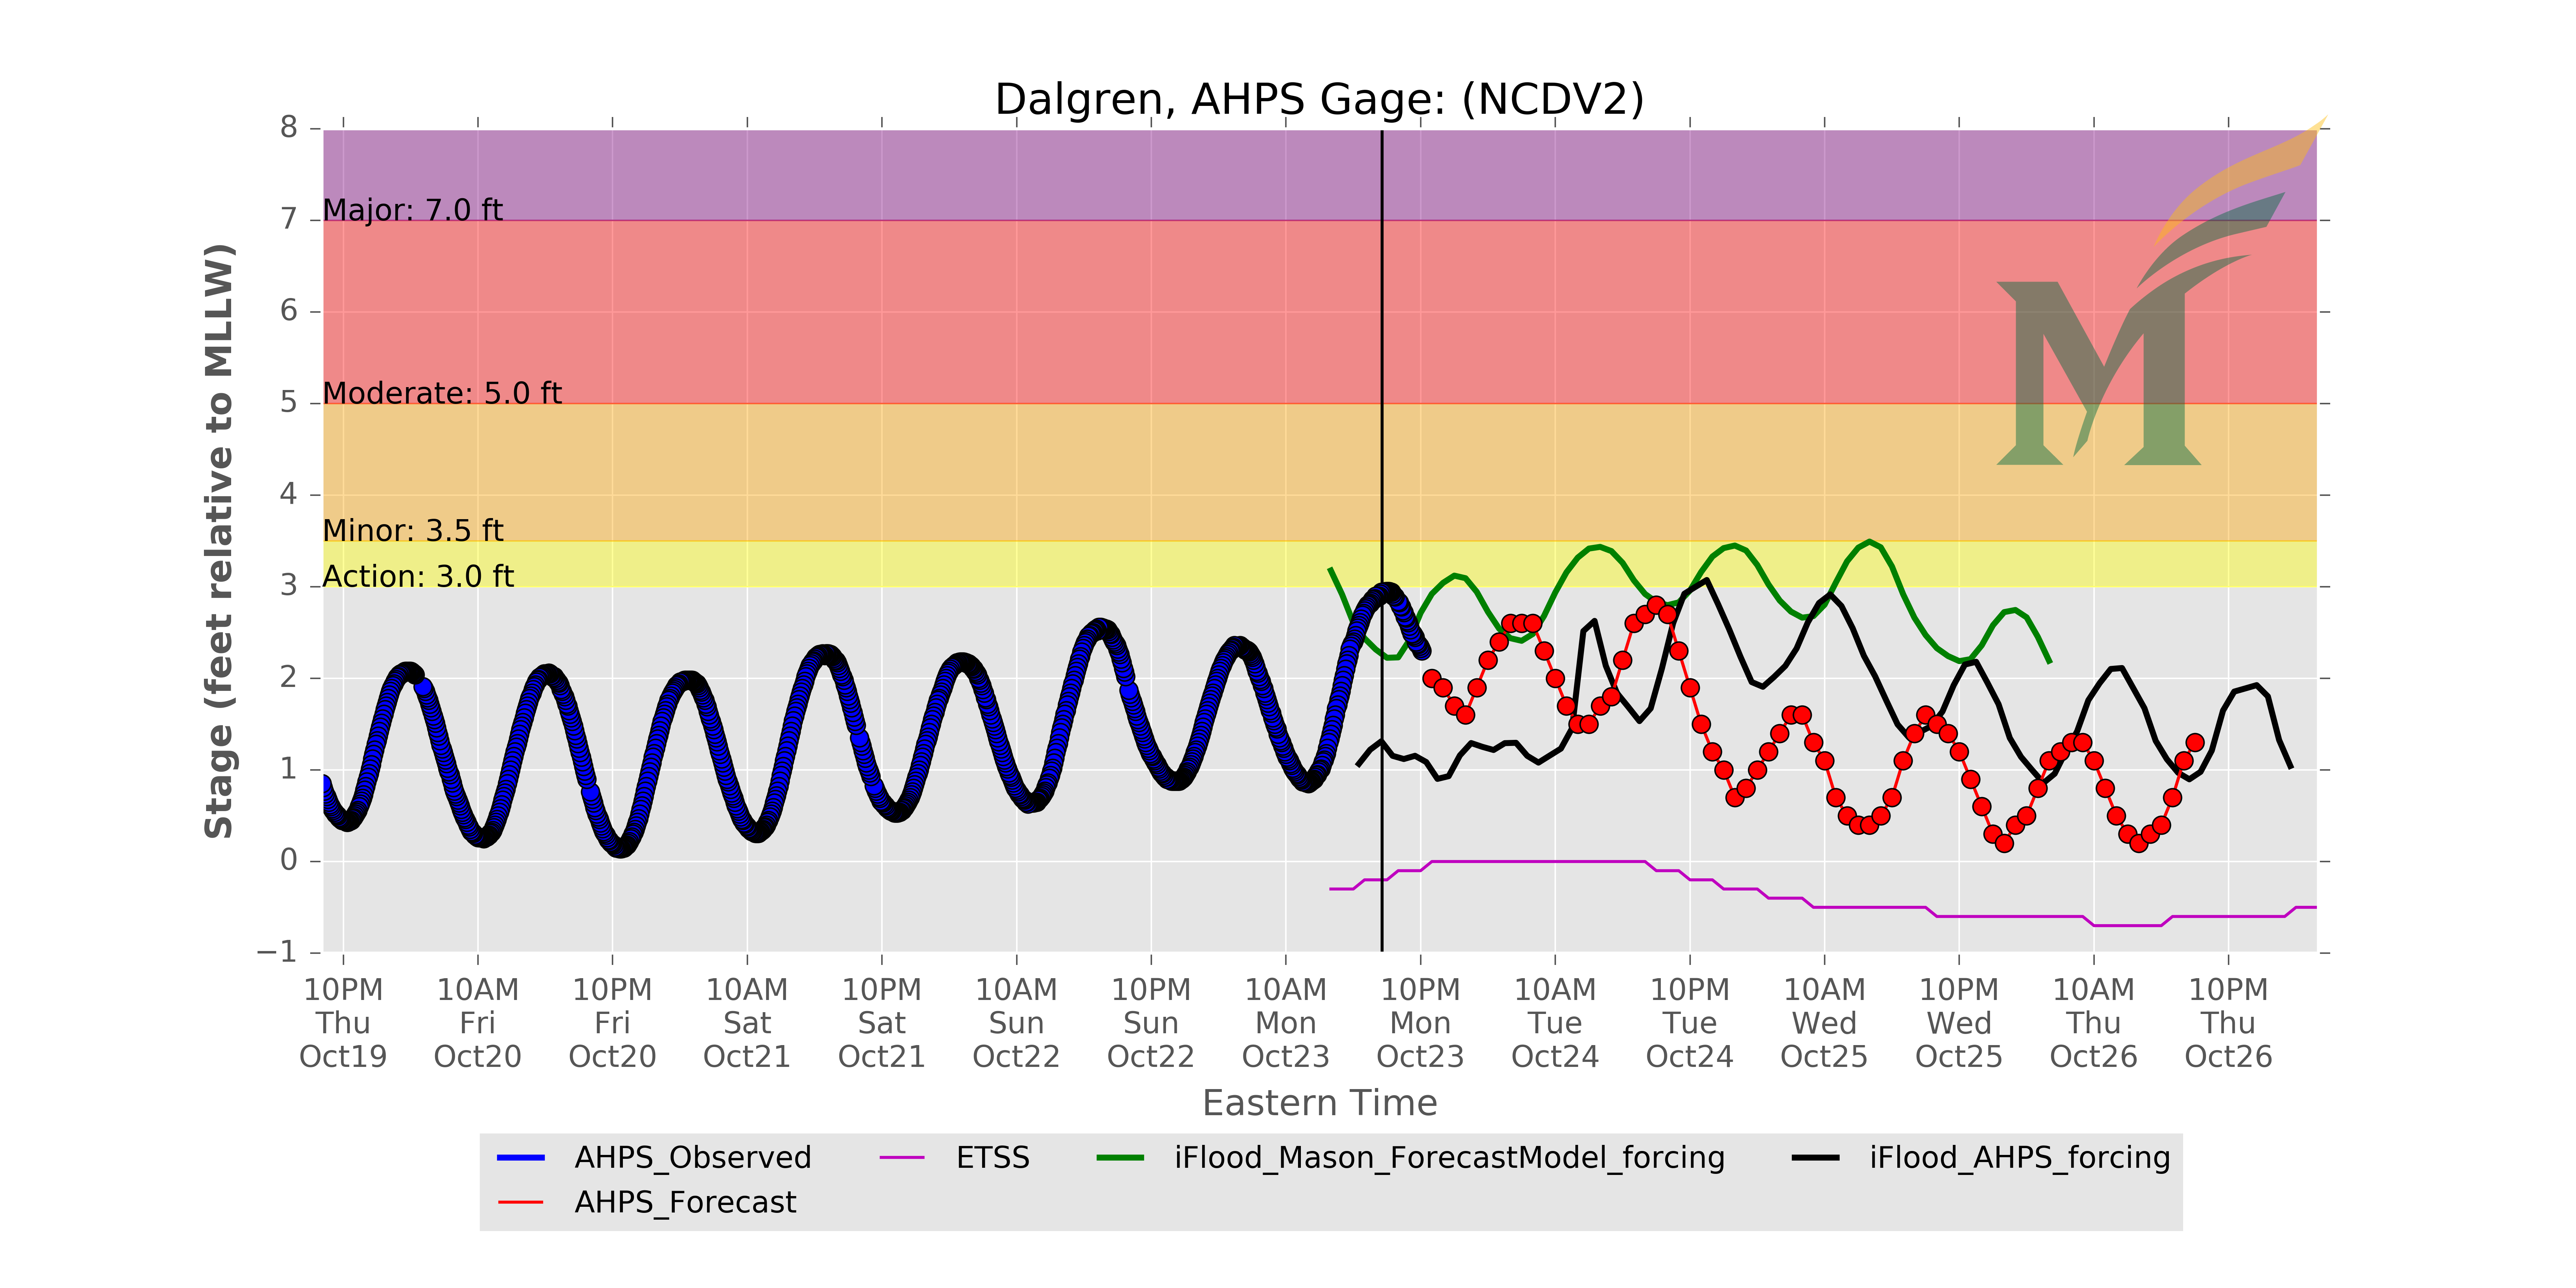 Dalgren, AHPS Gage: (NCDV2)
8
7
6
5
4
3
2
1
0
−1
Stage (feet relative to MLLW)
Major: 7.0 ft
Moderate: 5.0 ft
Minor: 3.5 ft
Action: 3.0 ft
M
10PM 10AM 10PM 10AM 10PM 10AM 10PM 10AM 10PM 10AM 10PM 10AM 10PM 10AM 10PM
Thu Fri Fri Sat Sat Sun Sun Mon Mon Tue Tue Wed Wed Thu Thu
Oct19 Oct20 Oct20 Oct21 Oct21 Oct22 Oct22 Oct23 Oct23 Oct24 Oct24 Oct25 Oct25 Oct26 Oct26
Eastern Time
AHPS_Observed ETSS iFlood_Mason_ForecastModel_forcing iFlood_AHPS_forcing
AHPS_Forecast